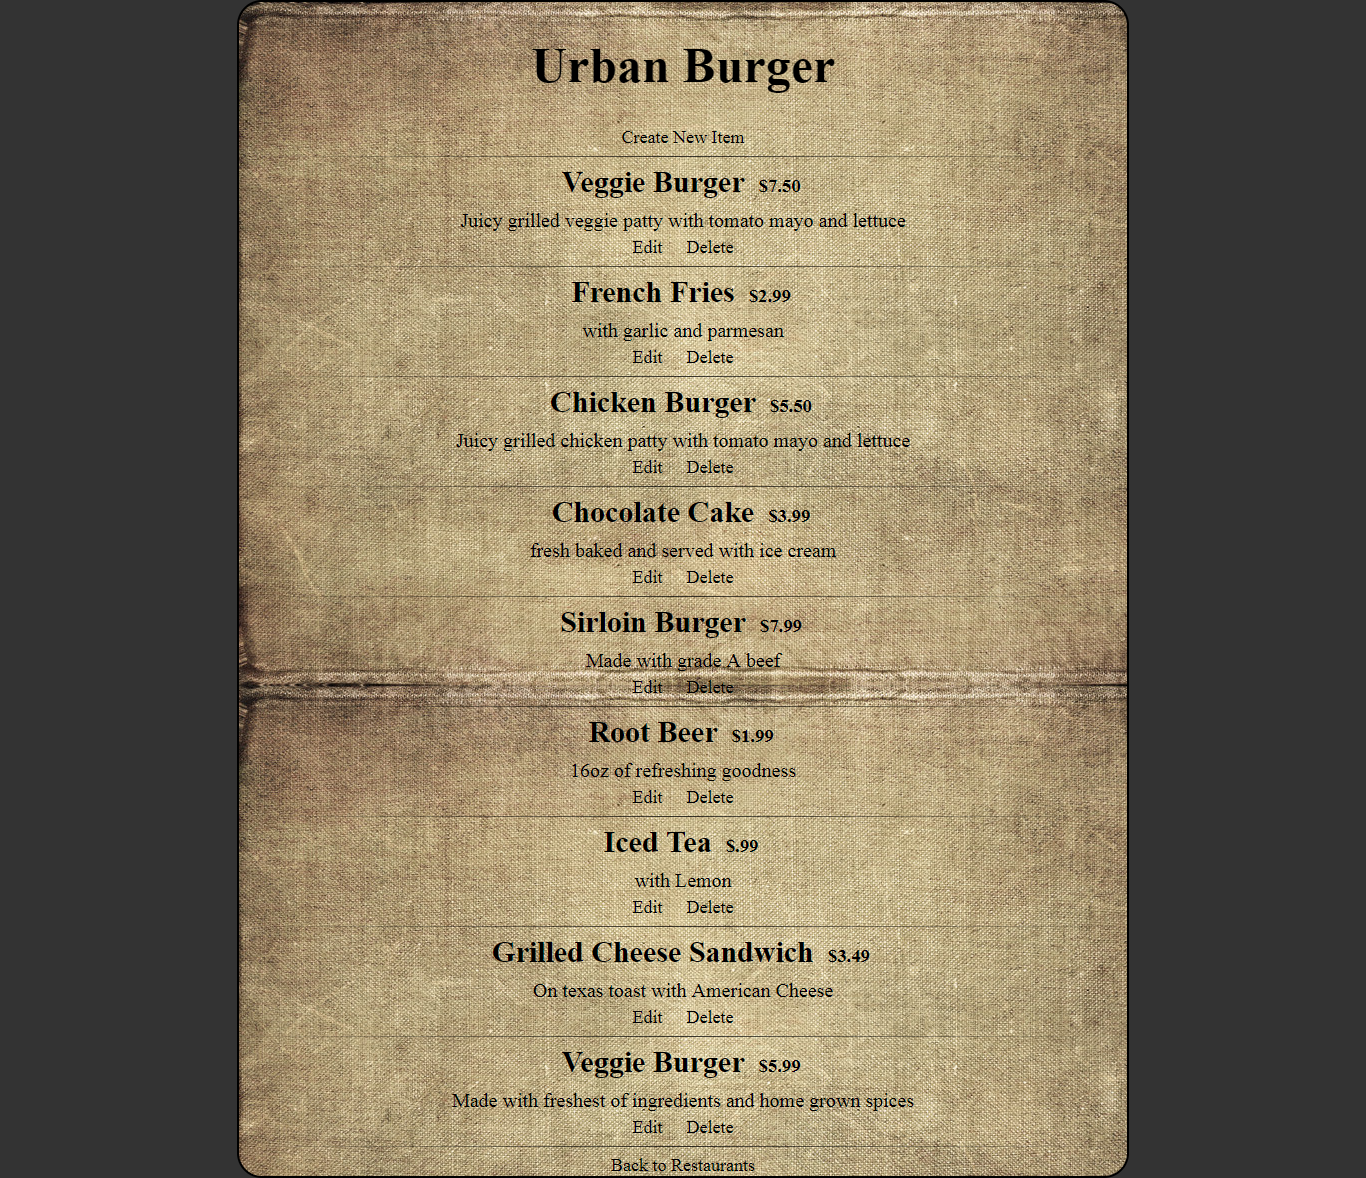 Urban Burger
Create New Item
Veggie Burger $7.50
Juicy grilled veggie patty with tomato mayo and lettuce
Edit Delete
French Fries $2.99
with garlic and parmesan
Edit Delete
Chicken Burger $5.50
Juicy grilled chicken patty with tomato mayo and lettuce
Edit Delete
Chocolate Cake $3.99
fresh baked and served with ice cream
Edit Delete
Sirloin Burger $7.99
Made with grade A beef
Edit Delete
Root Beer $1.99
16oz of refreshing goodness
Edit Delete
Iced Tea $.99
with Lemon
Edit Delete
Grilled Cheese Sandwich $3.49
On texas toast with American Cheese
Edit Delete
Veggie Burger $5.99
Made with freshest of ingredients and home grown spices
Edit Delete
Back to Restaurants